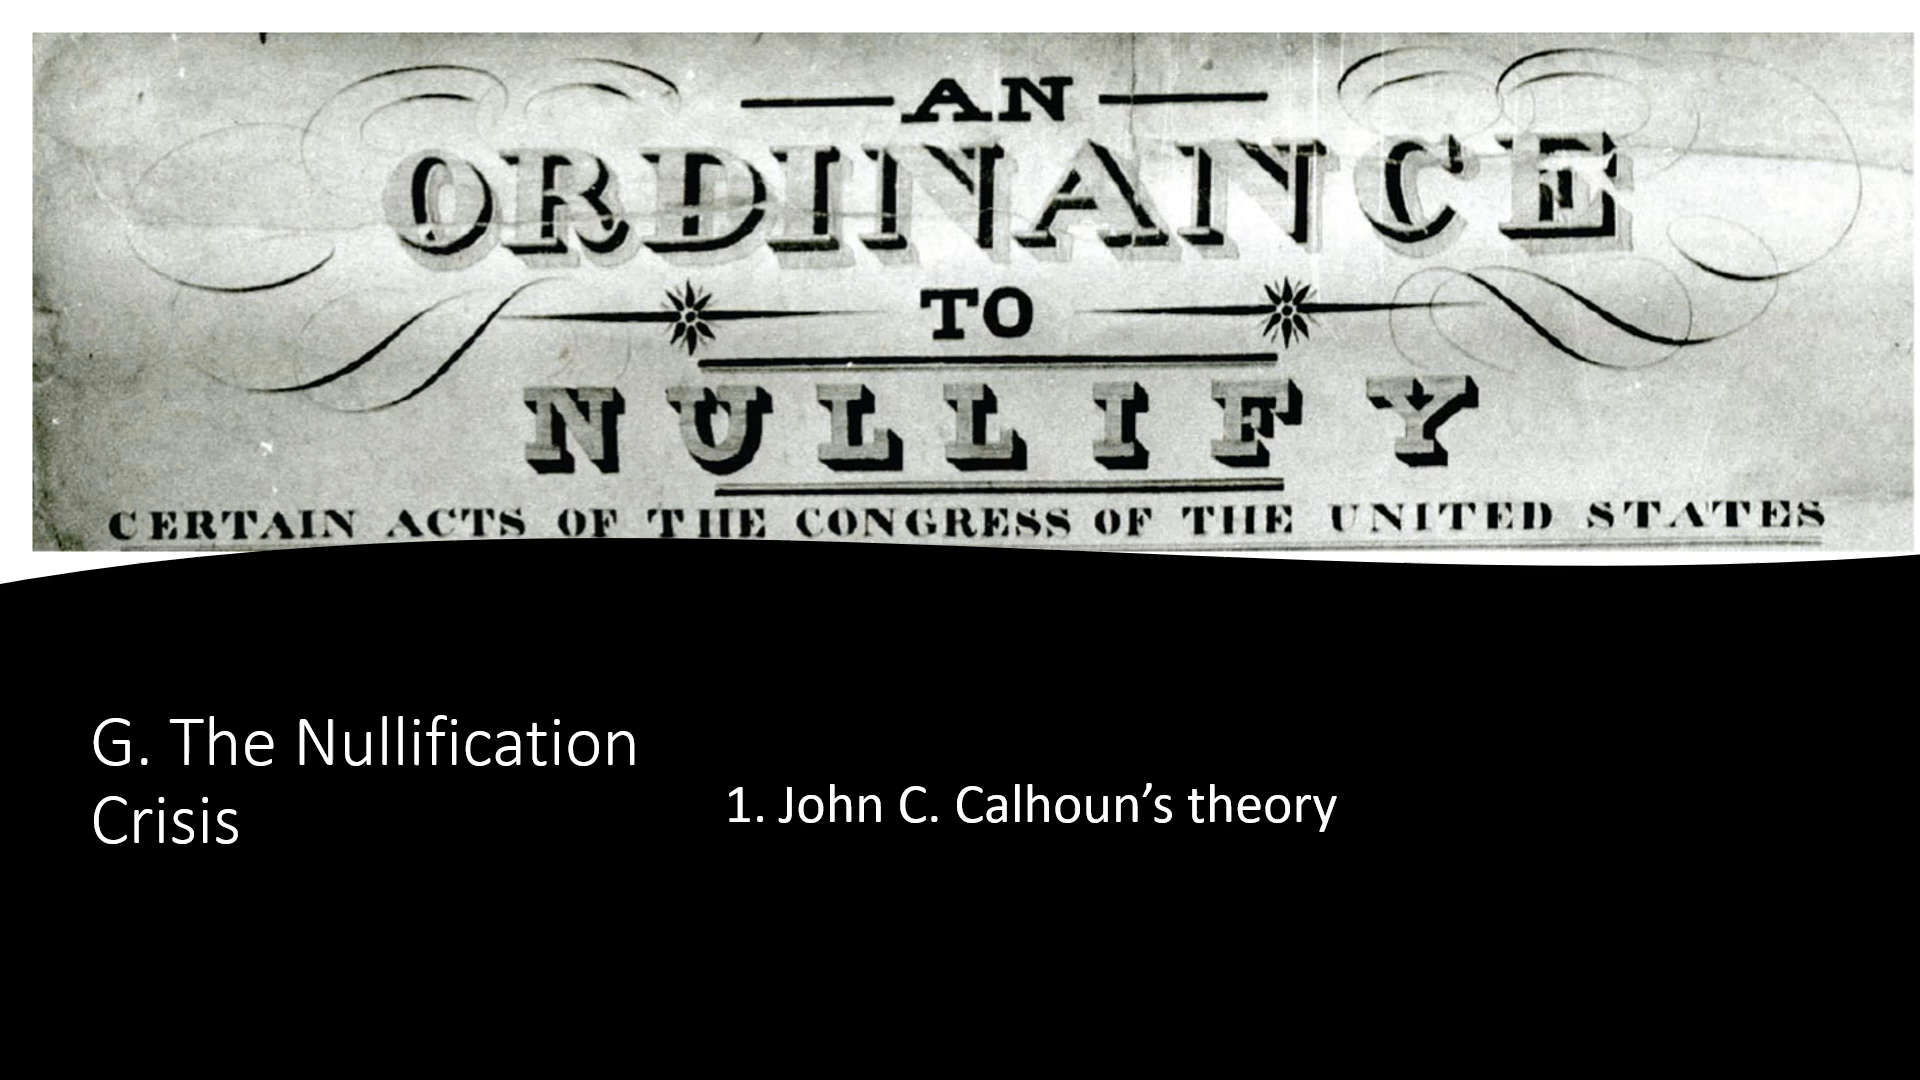 AN
ORDINANCE
TO
NULLIFY
CERTAIN ACTS OF THE CONGRESS OF THE UNITED STATES
G. The Nullification
Crisis
1. John C. Calhoun’s theory